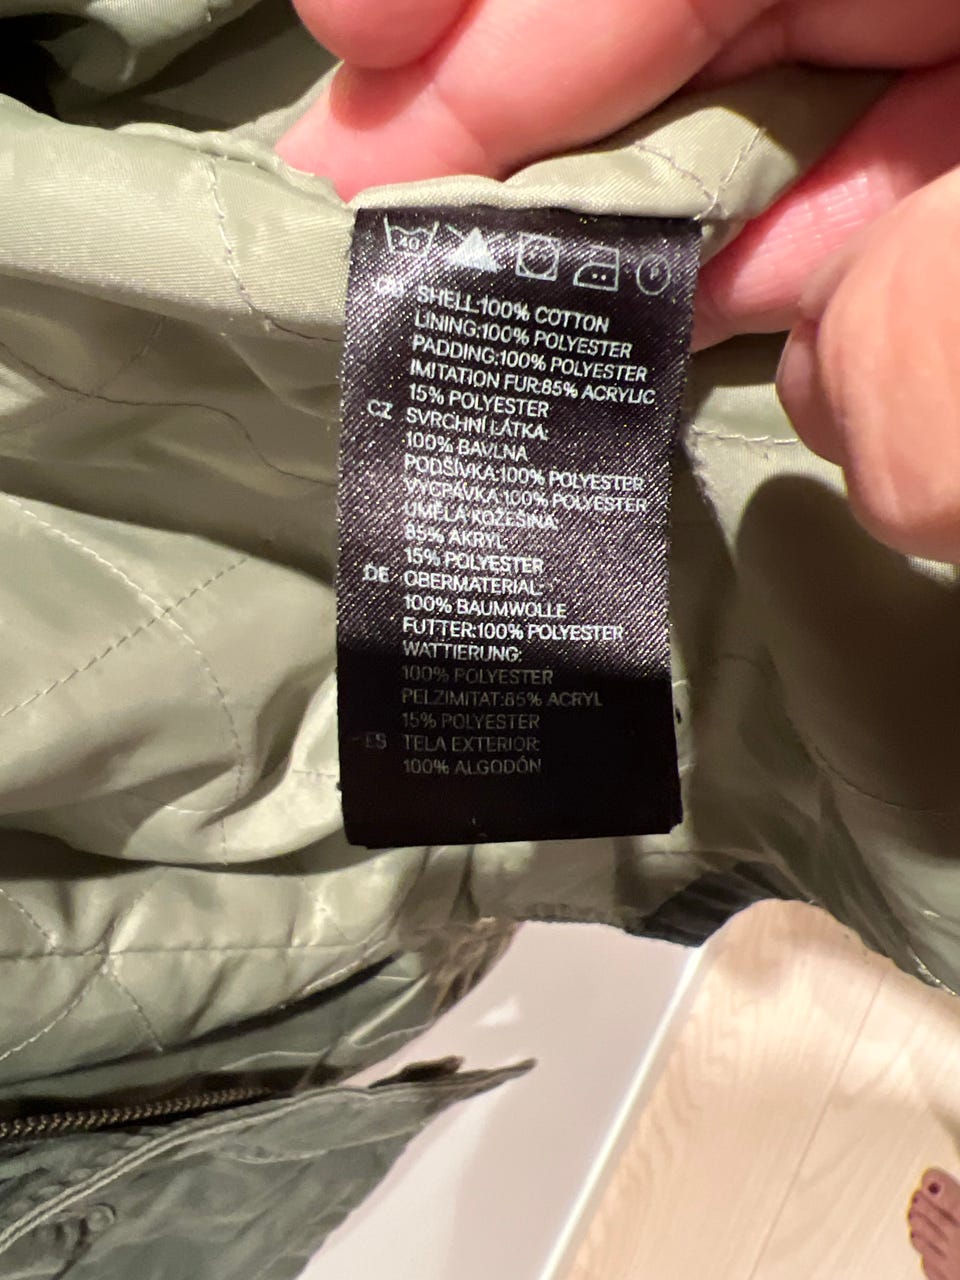 40
P
GB SHELL:100% COTTON
LINING:100% POLYESTER
PADDING:100% POLYESTER
IMITATION FUR:85% ACRYLIC
15% POLYESTER
CZ SVRCHNÍ LÁTKA:
100% BAVLNA
PODŠÍVKA:100% POLYESTER
VÝCPÁVKA:100% POLYESTER
UMĚLÁ KOŽEŠINA:
85% AKRYL
15% POLYESTER
DE OBERMATERIAL:
100% BAUMWOLLE
FUTTER:100% POLYESTER
WATTIERUNG:
100% POLYESTER
PELZIMITAT:85% ACRYL
15% POLYESTER
ES TELA EXTERIOR:
100% ALGODÓN